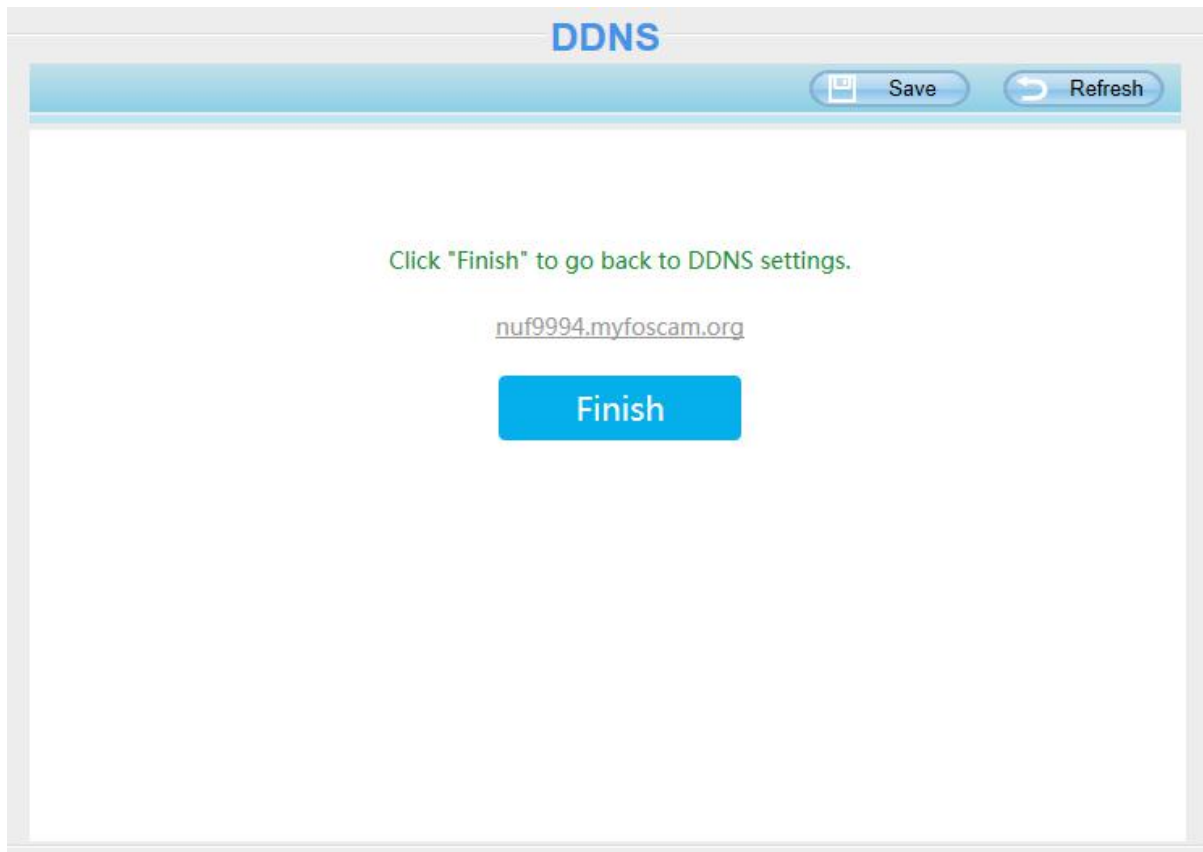 DDNS
Save Refresh
Click "Finish" to go back to DDNS settings.
nuf9994.myfoscam.org
Finish